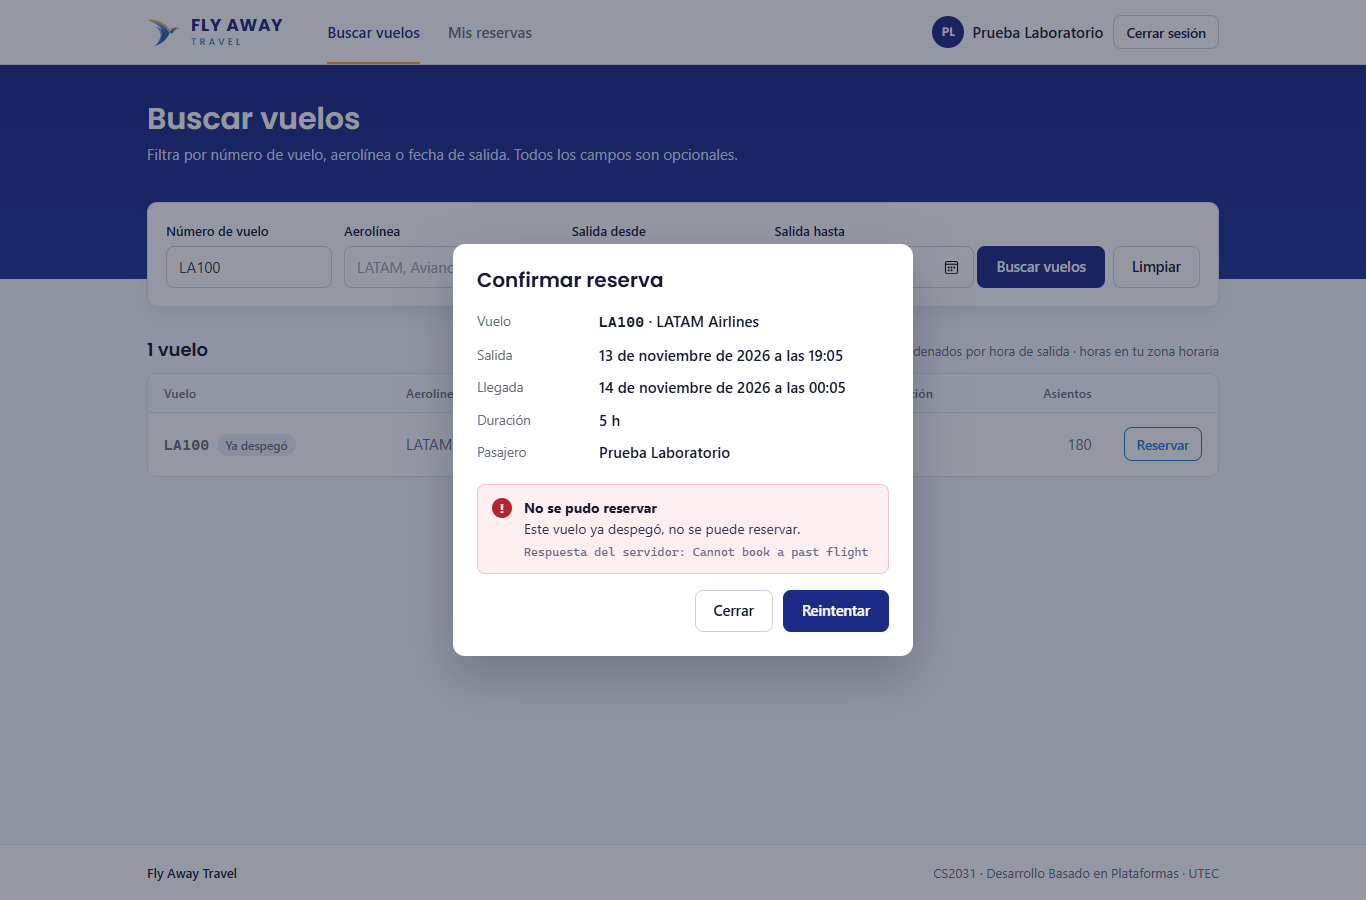 FLY AWAY
TRAVEL
Buscar vuelos
Mis reservas
PL
Prueba Laboratorio
Cerrar sesión
Buscar vuelos
Filtra por número de vuelo, aerolínea o fecha de salida. Todos los campos son opcionales.
Número de vuelo
Aerolínea
Salida desde
Salida hasta
LA100
LATAM, Avianc
Buscar vuelos
Limpiar
Confirmar reserva
Vuelo LA100 · LATAM Airlines
Salida 13 de noviembre de 2026 a las 19:05
Llegada 14 de noviembre de 2026 a las 00:05
Duración 5 h
Pasajero Prueba Laboratorio
! No se pudo reservar
Este vuelo ya despegó, no se puede reservar.
Respuesta del servidor: Cannot book a past flight
Cerrar
Reintentar
1 vuelo
denados por hora de salida · horas en tu zona horaria
Vuelo
Aerolíne
ión
Asientos
LA100
Ya despegó
LATAM
180
Reservar
Fly Away Travel
CS2031 · Desarrollo Basado en Plataformas · UTEC